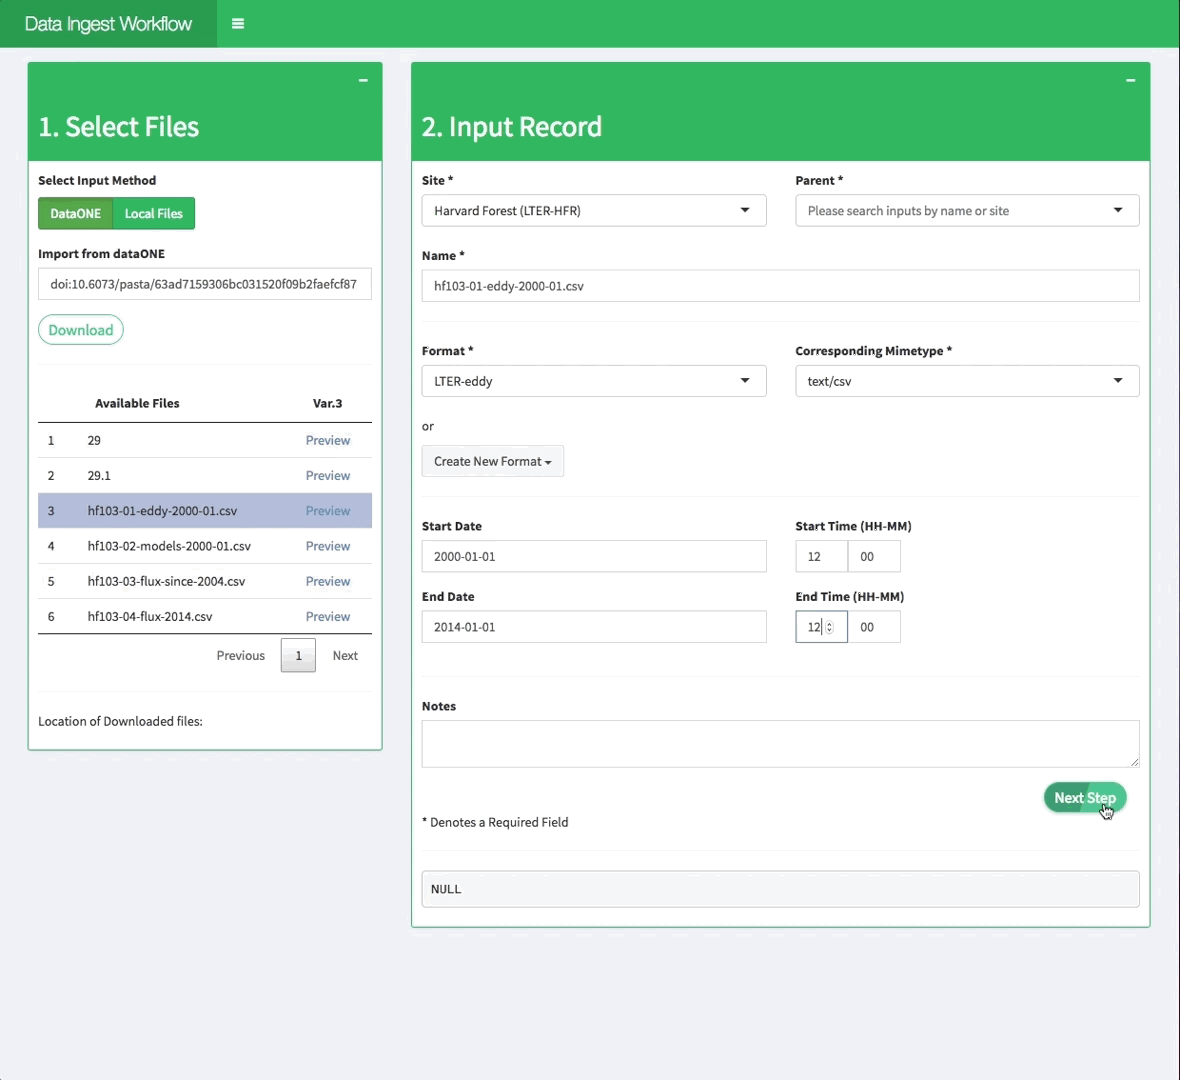 Data Ingest Workflow
1. Select Files
Select Input Method
DataONE Local Files
Import from dataONE
doi:10.6073/pasta/63ad7159306bc031520f09b2faefcf87
Download
Available Files Var.3
1 29 Preview
2 29.1 Preview
3 hf103-01-eddy-2000-01.csv Preview
4 hf103-02-models-2000-01.csv Preview
5 hf103-03-flux-since-2004.csv Preview
6 hf103-04-flux-2014.csv Preview
Previous 1 Next
Location of Downloaded files:
2. Input Record
Site * Parent *
Harvard Forest (LTER-HFR) Please search inputs by name or site
Name *
hf103-01-eddy-2000-01.csv
Format * Corresponding Mimetype *
LTER-eddy text/csv
or
Create New Format
Start Date Start Time (HH-MM)
2000-01-01 12 00
End Date End Time (HH-MM)
2014-01-01 12 00
Notes
Next Step
* Denotes a Required Field
NULL